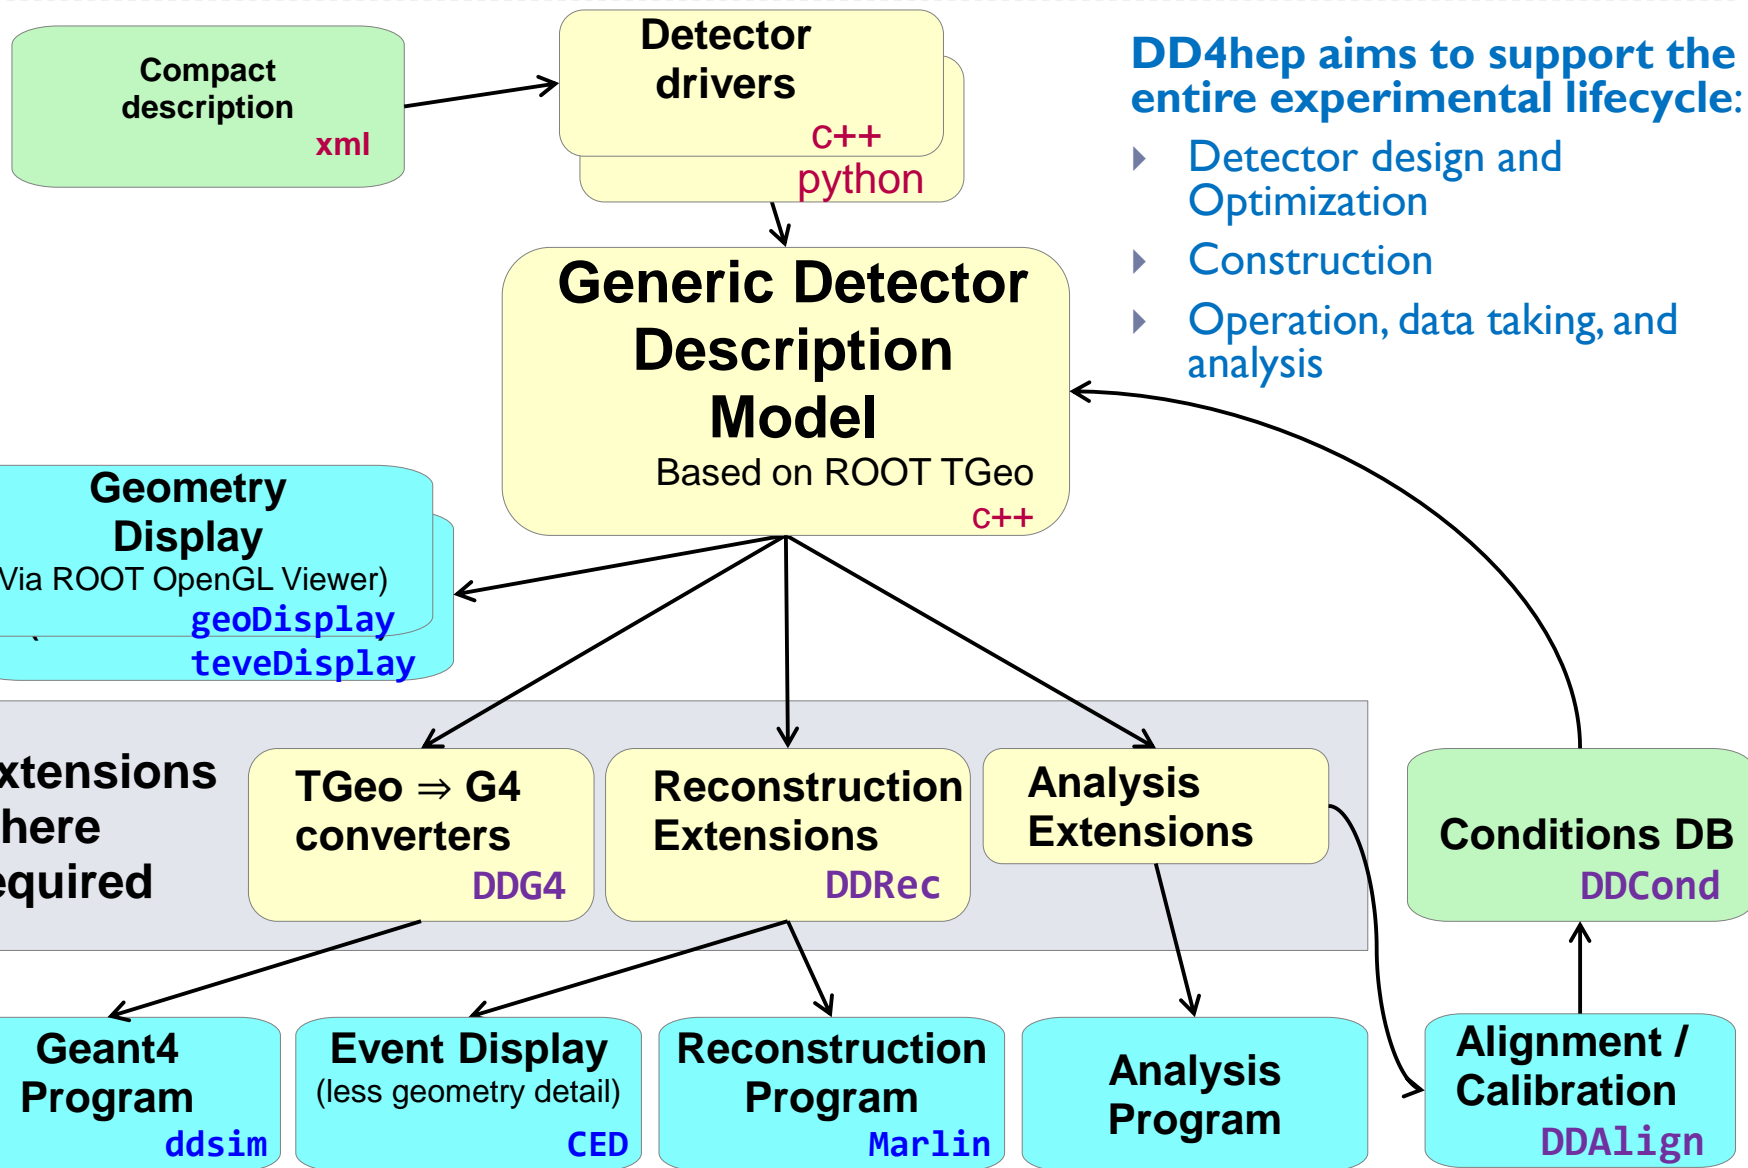 Compact
description
xml
Detector
drivers
c++
python
DD4hep aims to support the
entire experimental lifecycle:
Detector design and
Optimization
Construction
Operation, data taking, and
analysis
Generic Detector
Description
Model
Based on ROOT TGeo
c++
Geometry
Display
Via ROOT OpenGL Viewer)
geoDisplay
teveDisplay
xtensions
here
equired
TGeo ⇒ G4
converters
DDG4
Reconstruction
Extensions
DDRec
Analysis
Extensions
Conditions DB
DDCond
Geant4
Program
ddsim
Event Display
(less geometry detail)
CED
Reconstruction
Program
Marlin
Analysis
Program
Alignment /
Calibration
DDAlign